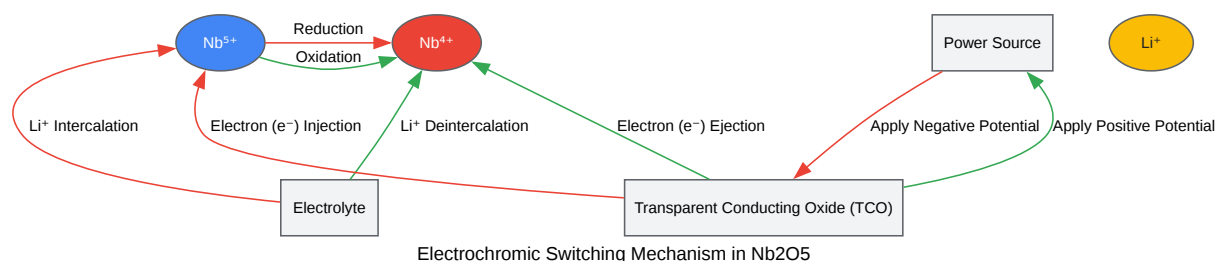 Reduction
Nb⁵⁺
Nb⁴⁺
Power Source
Li⁺
Oxidation
Li⁺ Intercalation
Electron (e⁻) Injection
Li⁺ Deintercalation
Electron (e⁻) Ejection
Apply Negative Potential
Apply Positive Potential
Electrolyte
Transparent Conducting Oxide (TCO)
Electrochromic Switching Mechanism in Nb2O5